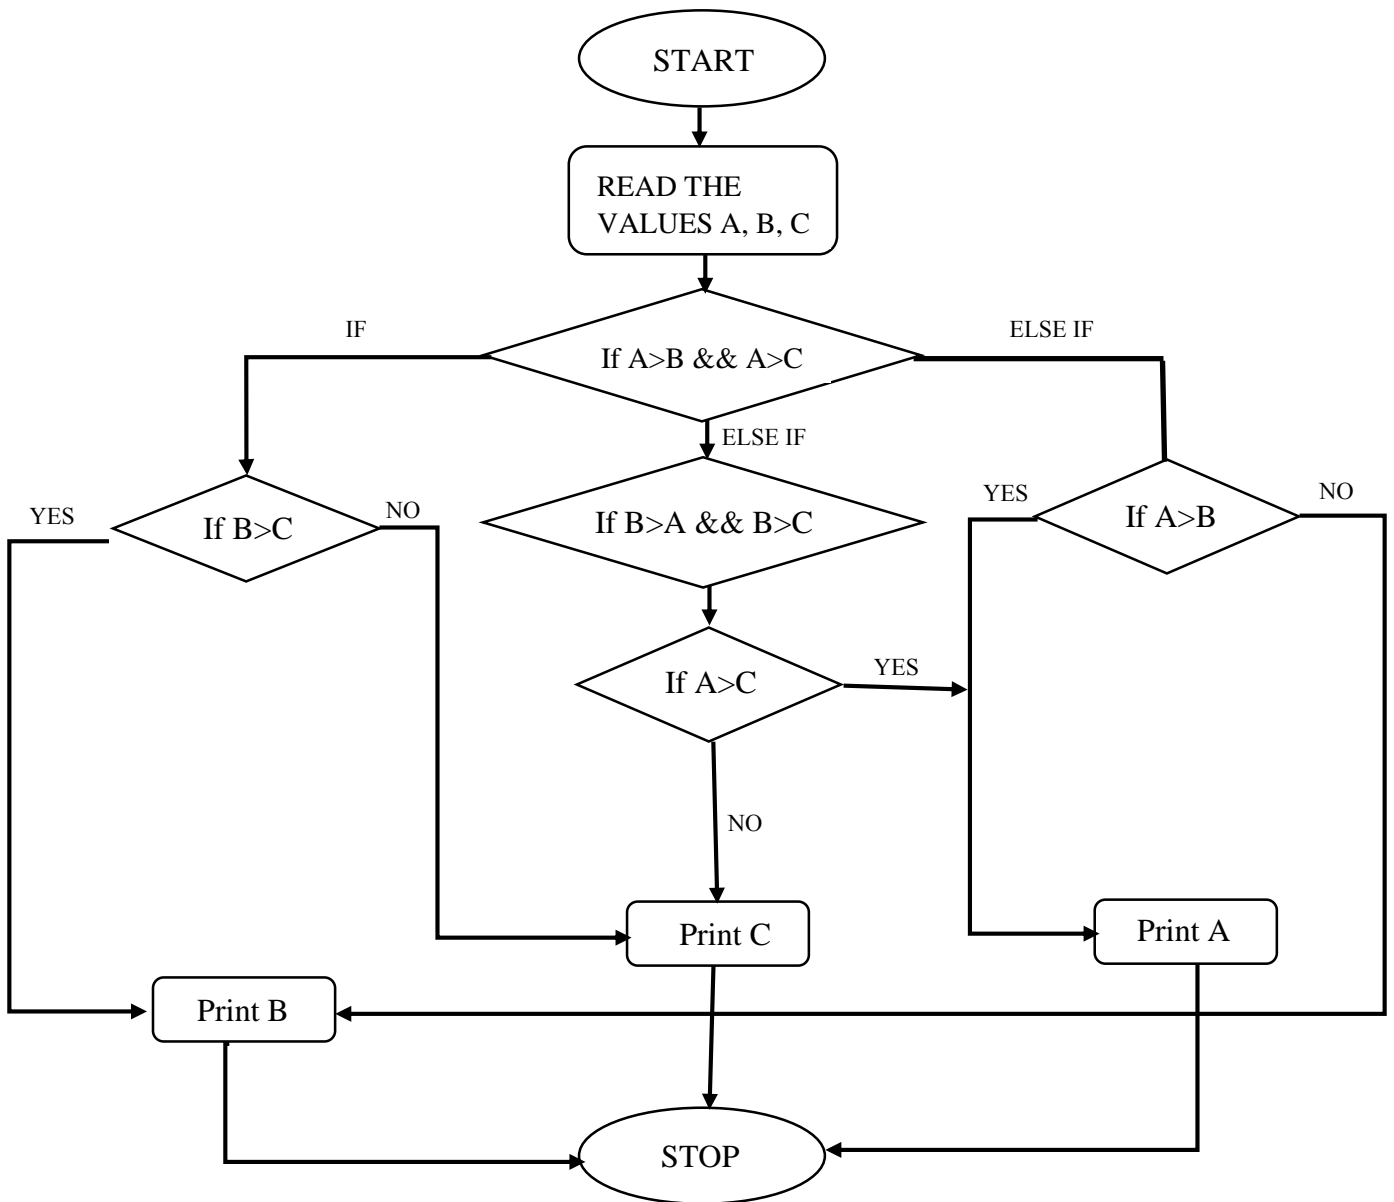 START
READ THE
VALUES A, B, C
IF
ELSE IF
If A>B && A>C
ELSE IF
YES
If B>C
NO
If B>A && B>C
YES
If A>B
NO
If A>C
YES
NO
Print C
Print A
Print B
STOP